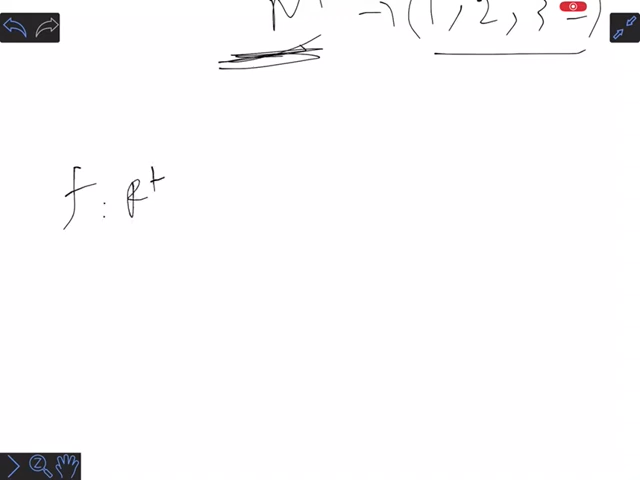 → (1, 2, 3 –)
f : R+